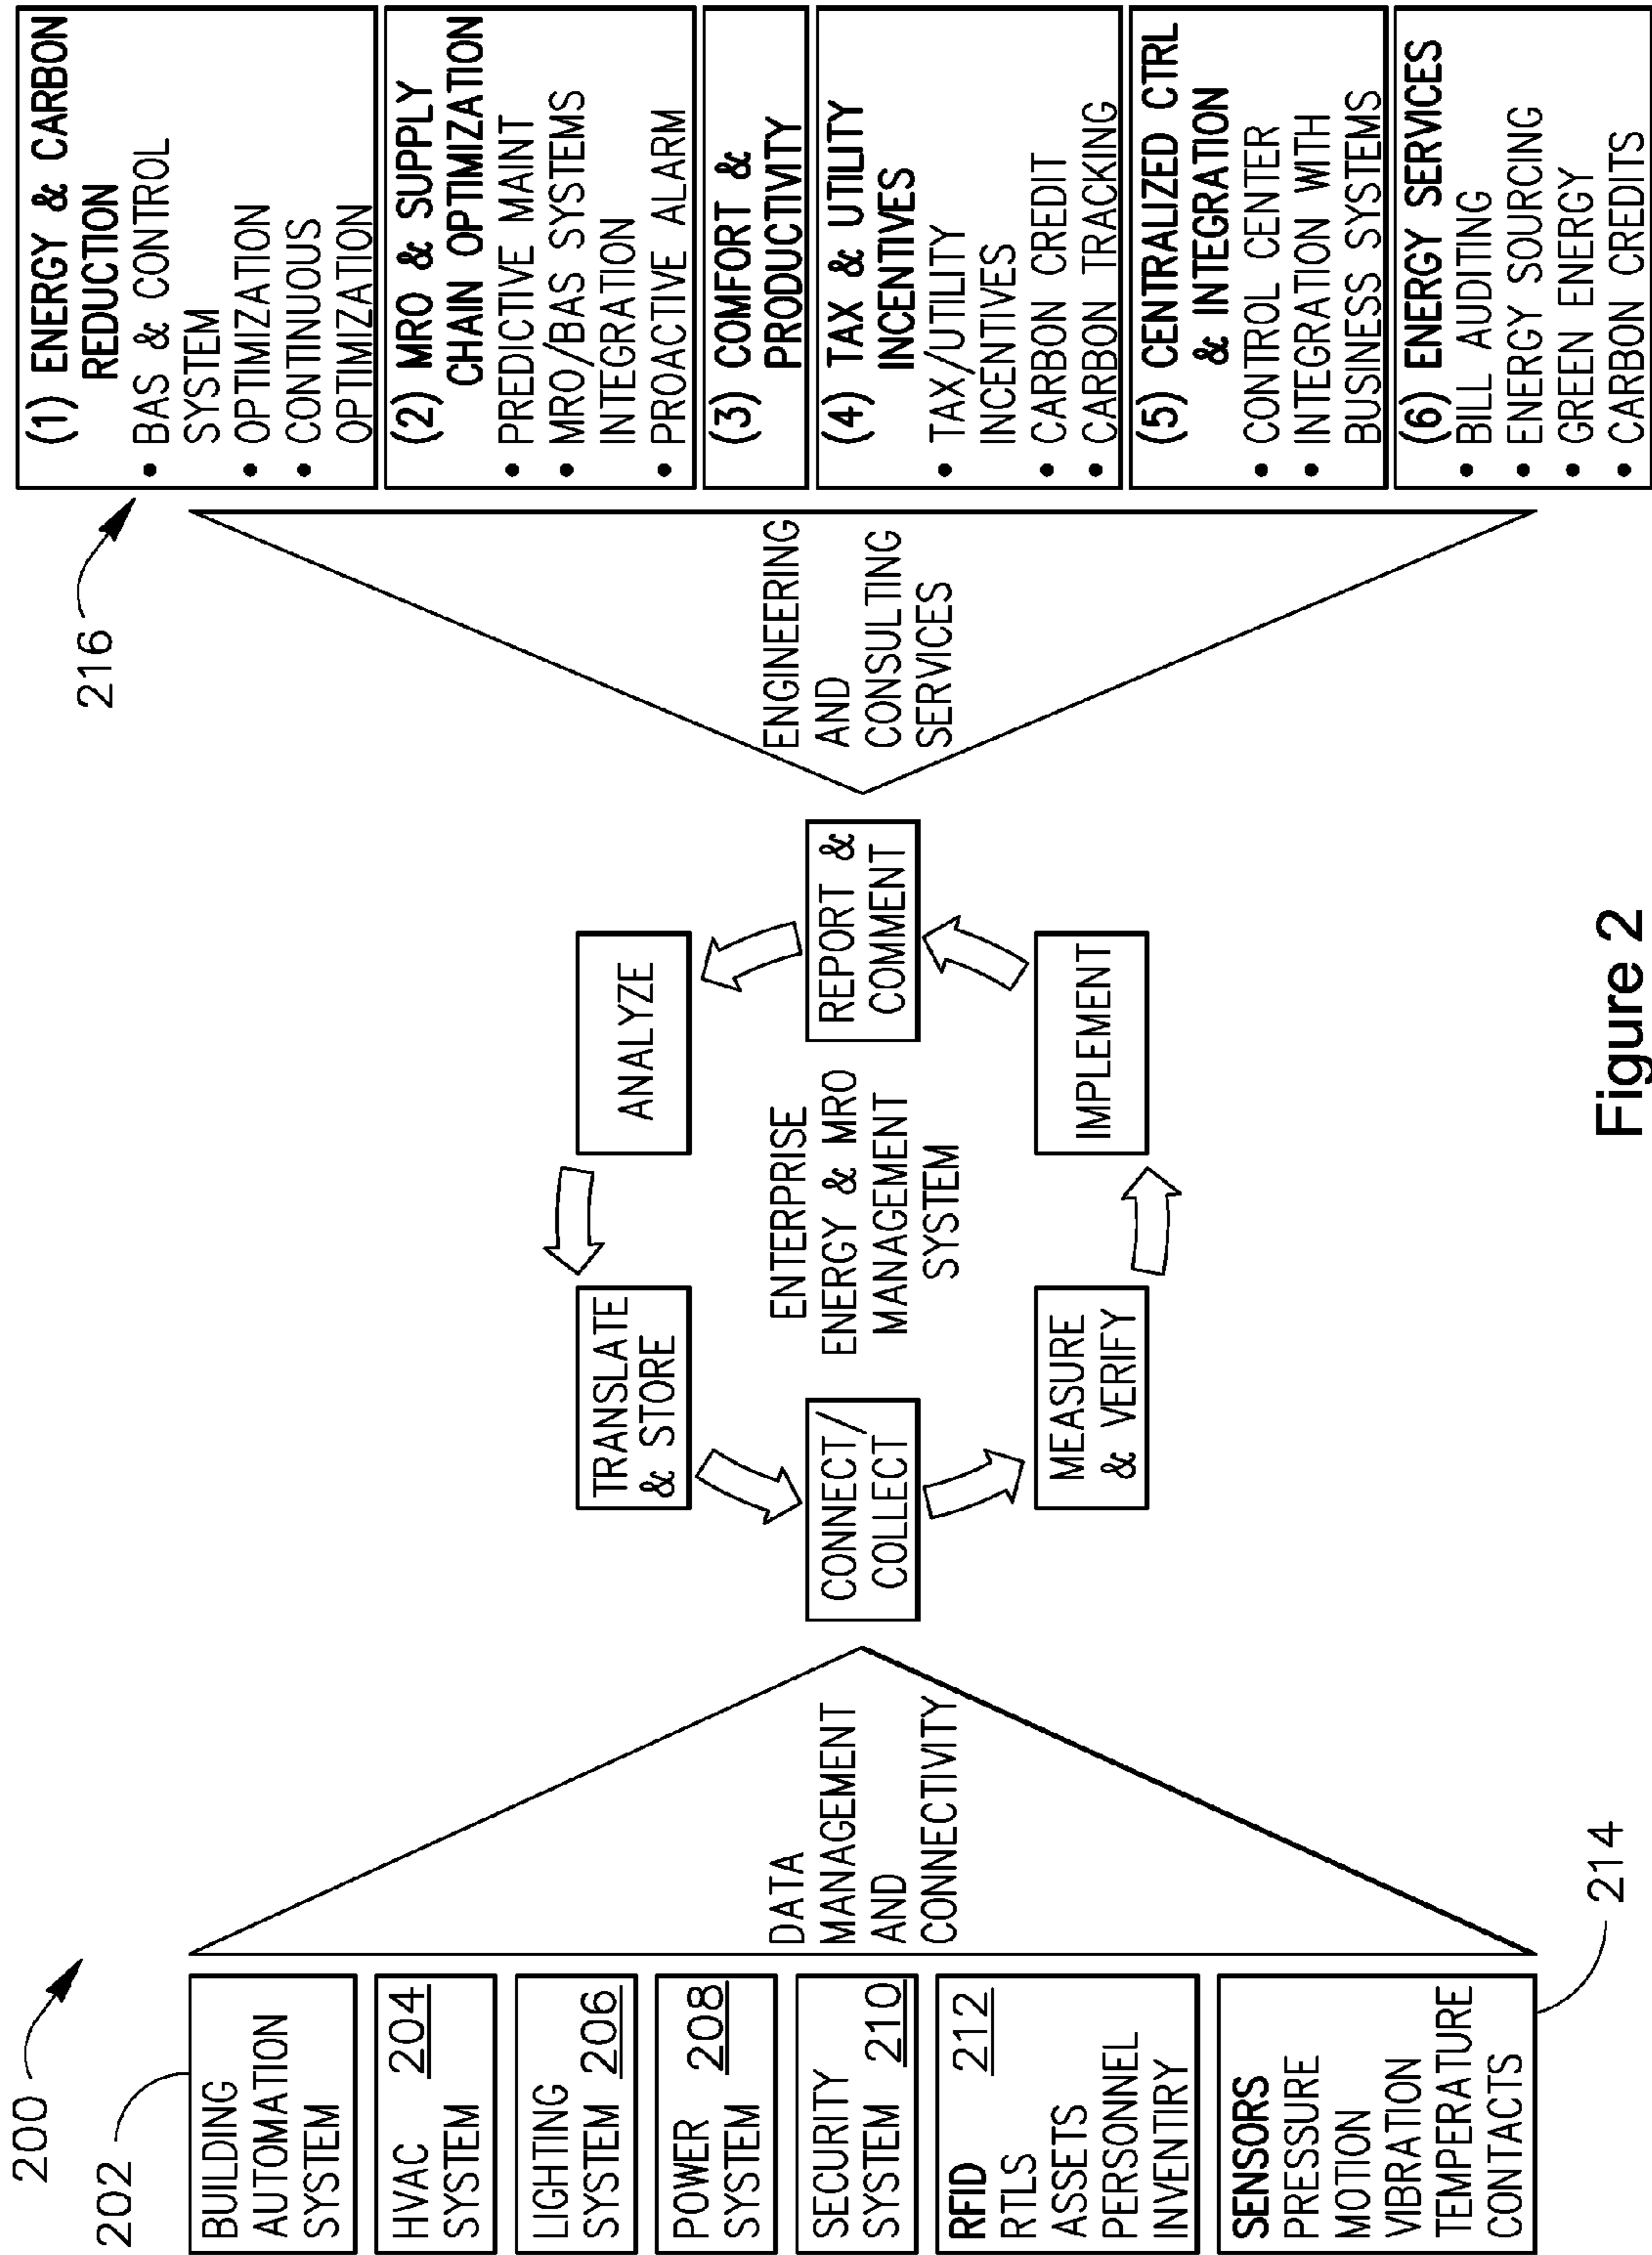 200
202
BUILDING
AUTOMATION
SYSTEM
HVAC 204
SYSTEM
LIGHTING
SYSTEM 206
POWER 208
SYSTEM
SECURITY
SYSTEM 210
RFID 212
RTLS
ASSETS
PERSONNEL
INVENTIRY
SENSORS
PRESSURE
MOTION
VIBRATION
TEMPERATURE
CONTACTS
214
DATA
MANAGEMENT
AND
CONNECTIVITY
TRANSLATE
& STORE
ANALYZE
CONNECT/
COLLECT
ENTERPRISE
ENERGY & MRO
MANAGEMENT
SYSTEM
REPORT &
COMMENT
MEASURE
& VERIFY
IMPLEMENT
ENGINEERING
AND
CONSULTING
SERVICES
216
(1) ENERGY & CARBON
REDUCTION
• BAS & CONTROL
SYSTEM
• OPTIMIZATION
• CONTINUOUS
OPTIMIZATION
(2) MRO & SUPPLY
CHAIN OPTIMIZATION
• PREDICTIVE MAINT
• MRO/BAS SYSTEMS
INTEGRATION
• PROACTIVE ALARM
(3) COMFORT &
PRODUCTIVITY
(4) TAX & UTILITY
INCENTIVES
• TAX/UTILITY
INCENTIVES
• CARBON CREDIT
• CARBON TRACKING
(5) CENTRALIZED CTRL
& INTEGRATION
• CONTROL CENTER
• INTEGRATION WITH
BUSINESS SYSTEMS
(6) ENERGY SERVICES
• BILL AUDITING
• ENERGY SOURCING
• GREEN ENERGY
• CARBON CREDITS
Figure 2